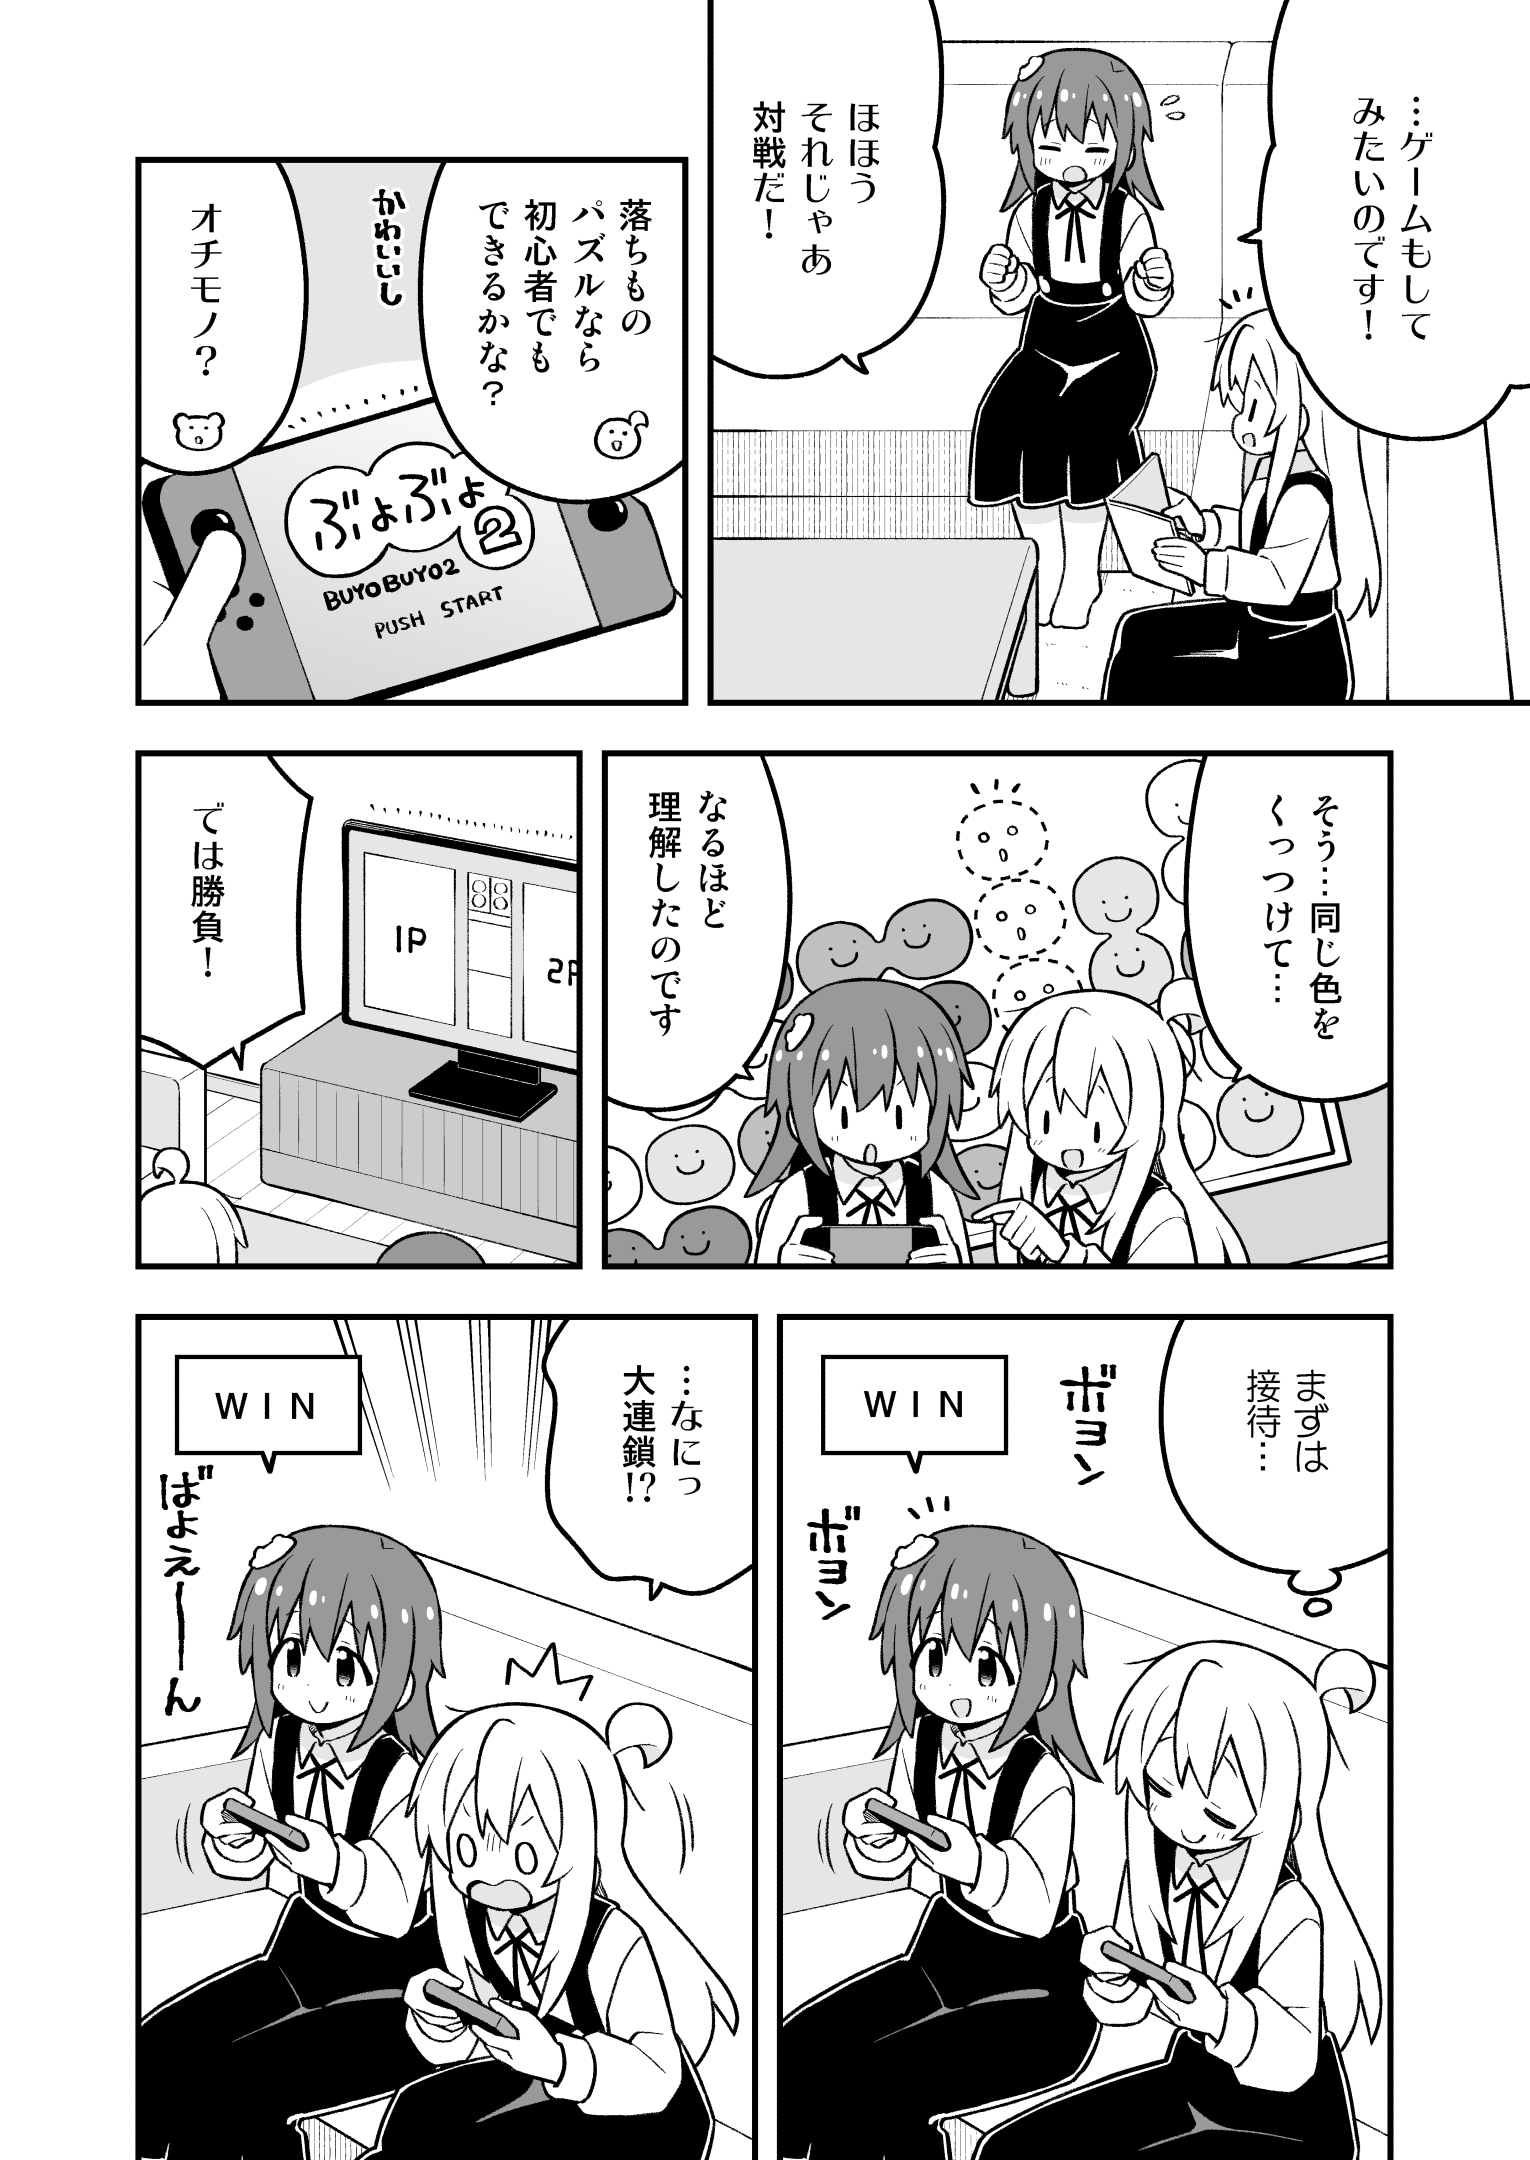 …ゲームもして
みたいのです！
ほほう
それじゃあ
対戦だ！
落ちもの
パズルなら
初心者でも
できるかな？
かわいいし
オチモノ？
ぶよぶよ
2
BUYOBUYO2
PUSH START
そう…同じ色を
くっつけて…
なるほど
理解したのです
1P
2P
では勝負！
まずは
接待…
ボヨン
WIN
ボヨン
…なにっ
大連鎖!?
WIN
ばよえーーん